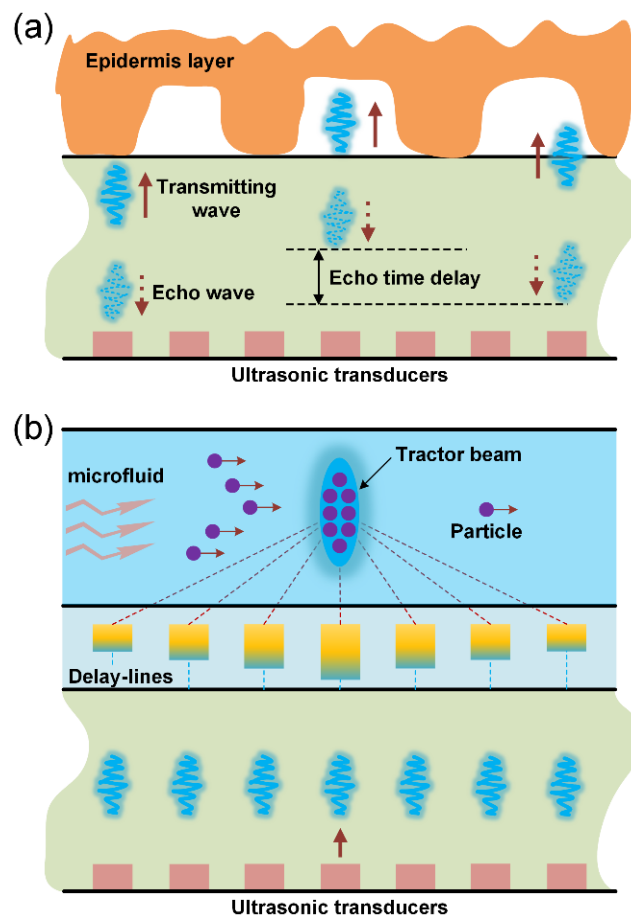 (a)
Epidermis layer
Transmitting
wave
Echo wave
Echo time delay
Ultrasonic transducers
(b)
microfluid
Tractor beam
Particle
Delay-lines
Ultrasonic transducers